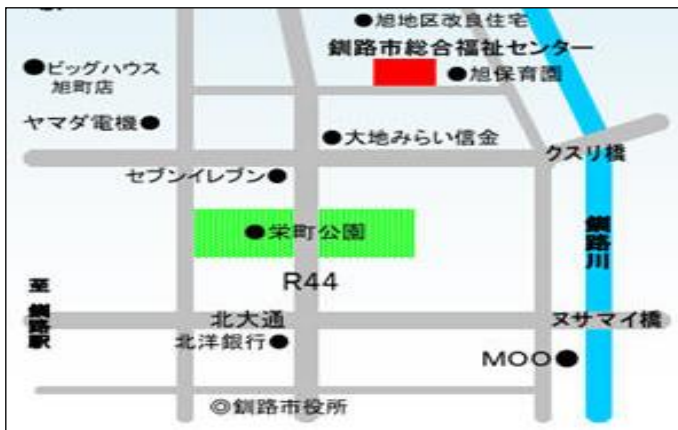 ●旭地区改良住宅
釧路市総合福祉センター
●ビッグハウス
旭町店
●旭保育園
ヤマダ電機●
●大地みらい信金
クスリ橋
セブンイレブン●
●栄町公園
釧路川
R44
至釧路駅
北大通
ヌサマイ橋
北洋銀行●
MOO●
◎釧路市役所